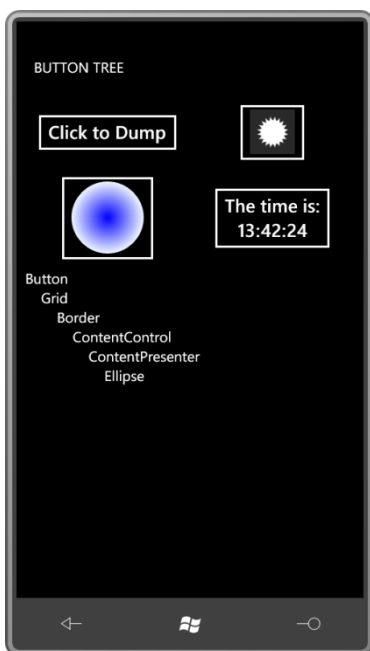 BUTTON TREE
Click to Dump
The time is:
13:42:24
Button
Grid
Border
ContentControl
ContentPresenter
Ellipse